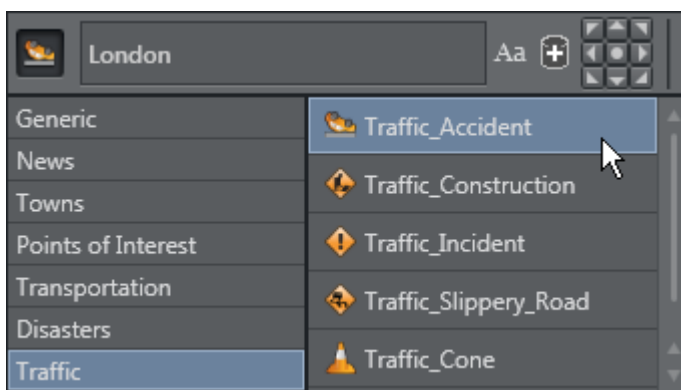 London Aa
Generic
News
Towns
Points of Interest
Transportation
Disasters
Traffic
Traffic_Accident
Traffic_Construction
Traffic_Incident
Traffic_Slippery_Road
Traffic_Cone